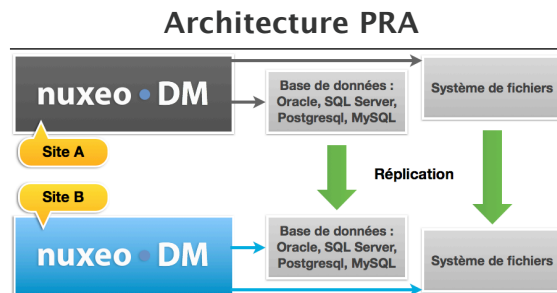 Architecture PRA
nuxeo • DM
Base de données :
Oracle, SQL Server,
Postgresql, MySQL
Système de fichiers
Site A
Réplication
Site B
nuxeo • DM
Base de données :
Oracle, SQL Server,
Postgresql, MySQL
Système de fichiers